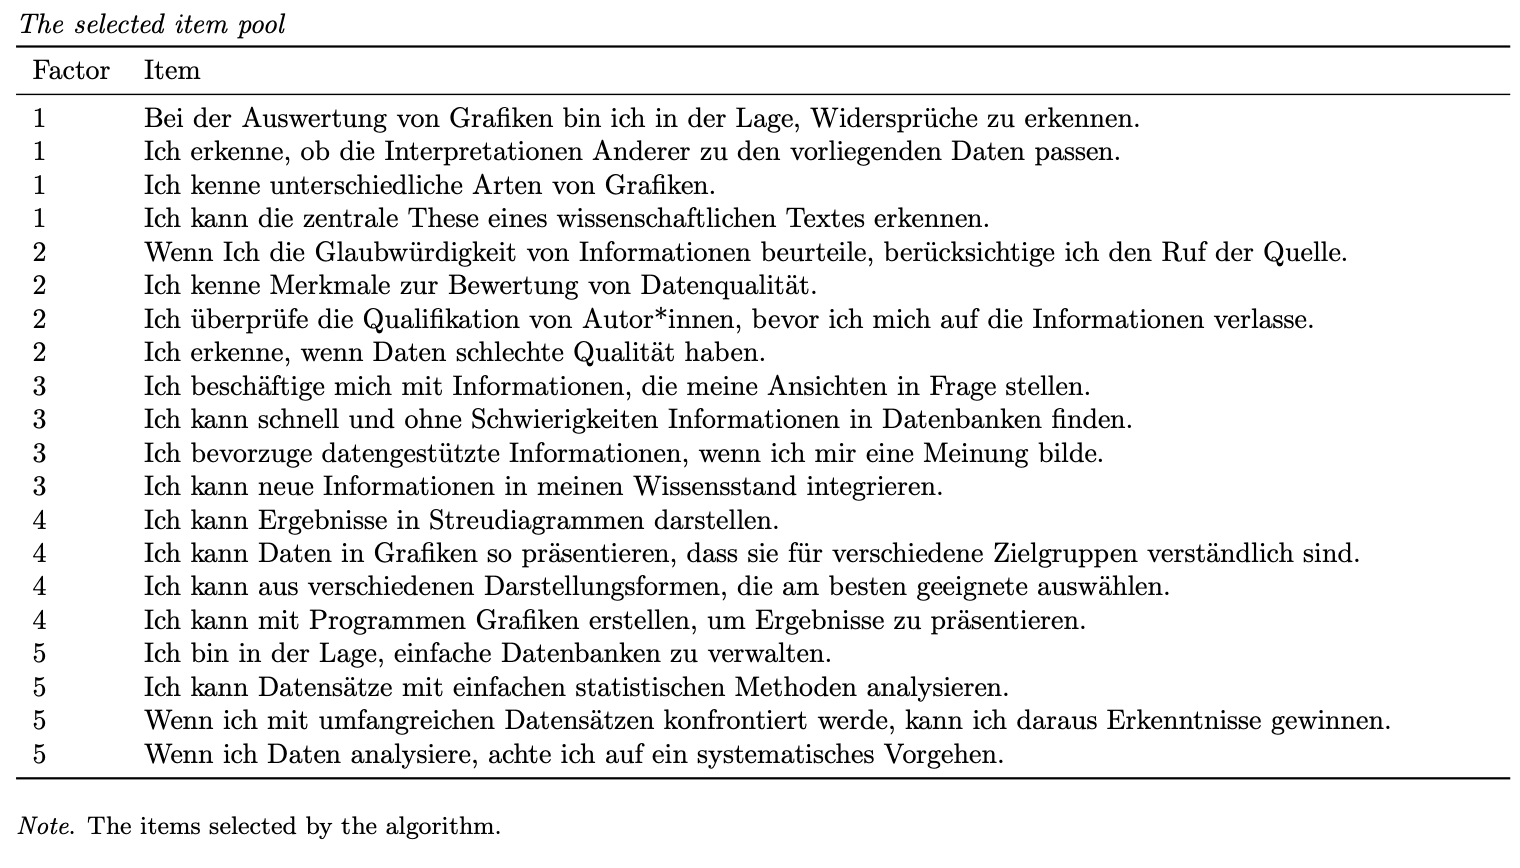 The selected item pool
Factor Item
1 Bei der Auswertung von Grafiken bin ich in der Lage, Widersprüche zu erkennen.
1 Ich erkenne, ob die Interpretationen Anderer zu den vorliegenden Daten passen.
1 Ich kenne unterschiedliche Arten von Grafiken.
1 Ich kann die zentrale These eines wissenschaftlichen Textes erkennen.
2 Wenn Ich die Glaubwürdigkeit von Informationen beurteile, berücksichtige ich den Ruf der Quelle.
2 Ich kenne Merkmale zur Bewertung von Datenqualität.
2 Ich überprüfe die Qualifikation von Autor*innen, bevor ich mich auf die Informationen verlasse.
2 Ich erkenne, wenn Daten schlechte Qualität haben.
3 Ich beschäftige mich mit Informationen, die meine Ansichten in Frage stellen.
3 Ich kann schnell und ohne Schwierigkeiten Informationen in Datenbanken finden.
3 Ich bevorzuge datengestützte Informationen, wenn ich mir eine Meinung bilde.
3 Ich kann neue Informationen in meinen Wissensstand integrieren.
4 Ich kann Ergebnisse in Streudiagrammen darstellen.
4 Ich kann Daten in Grafiken so präsentieren, dass sie für verschiedene Zielgruppen verständlich sind.
4 Ich kann aus verschiedenen Darstellungsformen, die am besten geeignete auswählen.
4 Ich kann mit Programmen Grafiken erstellen, um Ergebnisse zu präsentieren.
5 Ich bin in der Lage, einfache Datenbanken zu verwalten.
5 Ich kann Datensätze mit einfachen statistischen Methoden analysieren.
5 Wenn ich mit umfangreichen Datensätzen konfrontiert werde, kann ich daraus Erkenntnisse gewinnen.
5 Wenn ich Daten analysiere, achte ich auf ein systematisches Vorgehen.
Note. The items selected by the algorithm.